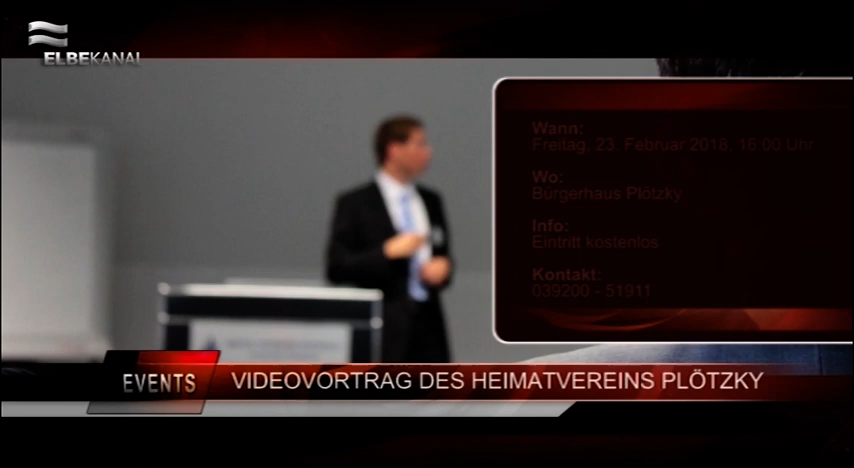 ELBEKANAL
Wann:
Freitag, 23. Februar 2018, 16.00 Uhr
Wo:
Bürgerhaus Plötzky
Info:
Eintritt kostenlos
Kontakt:
039200 - 51911
EVENTS
VIDEOVORTRAG DES HEIMATVEREINS PLÖTZKY